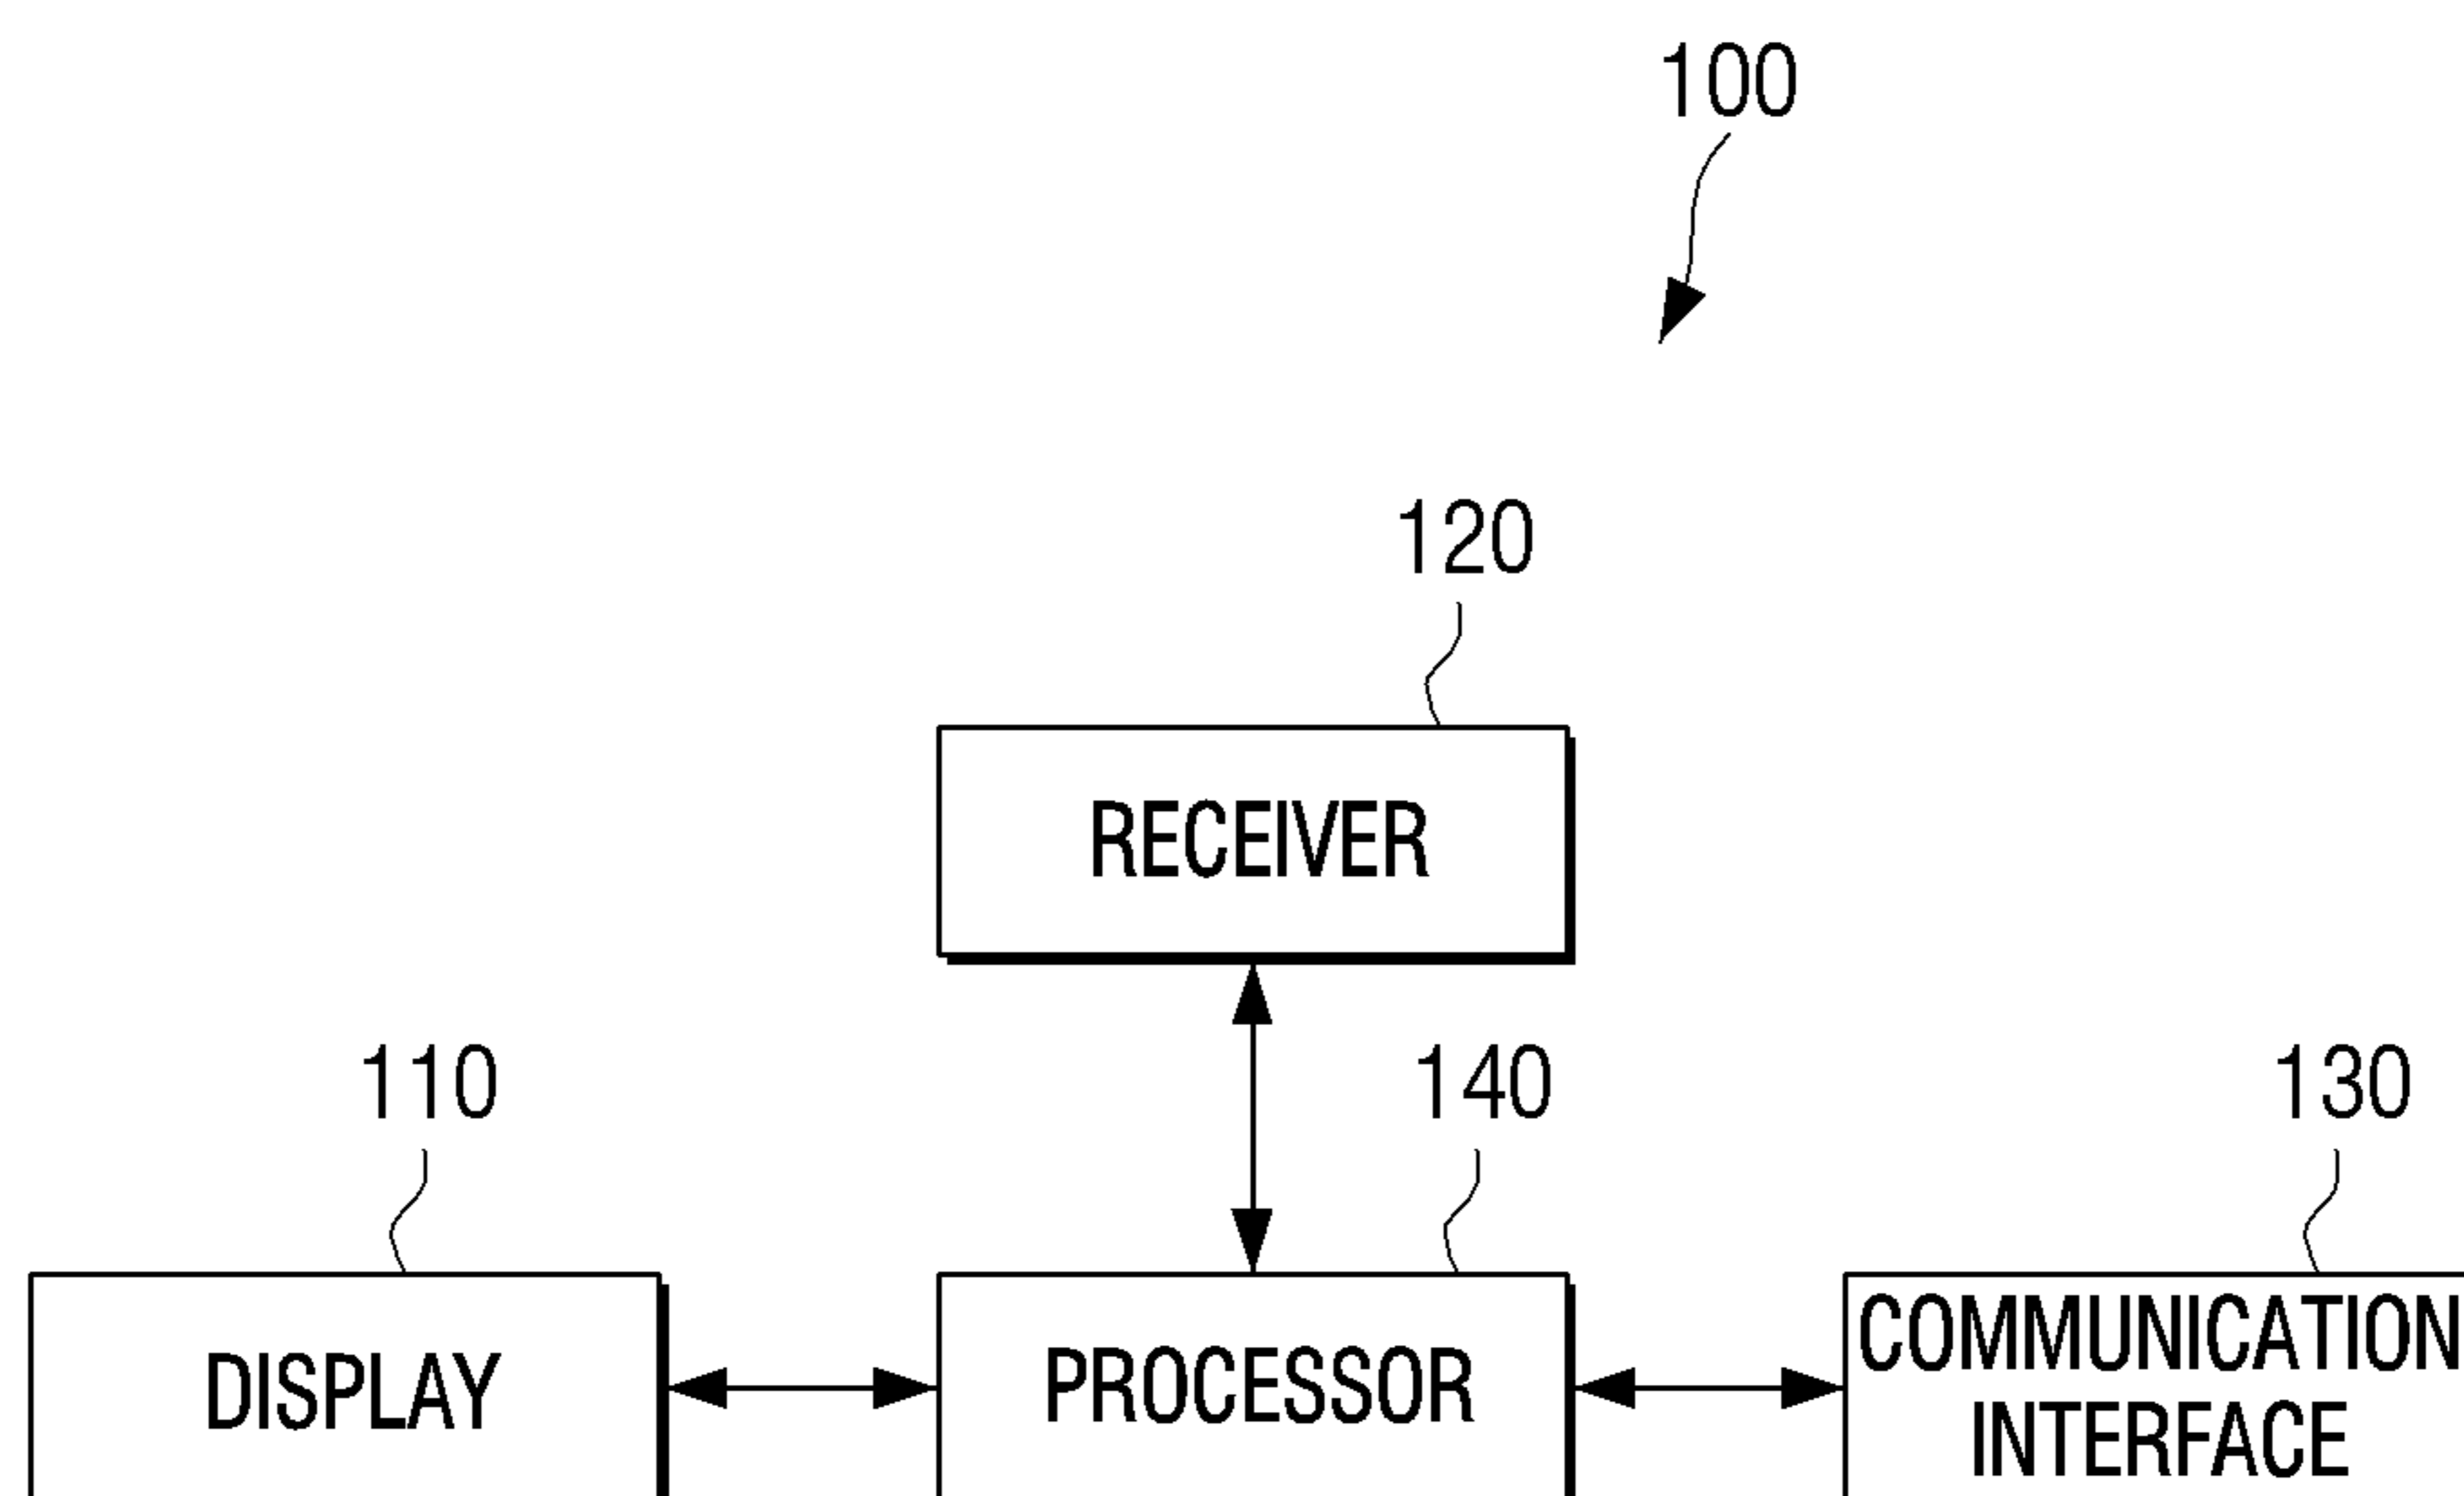 100
120
RECEIVER
110
140
130
DISPLAY
PROCESSOR
COMMUNICATION
INTERFACE